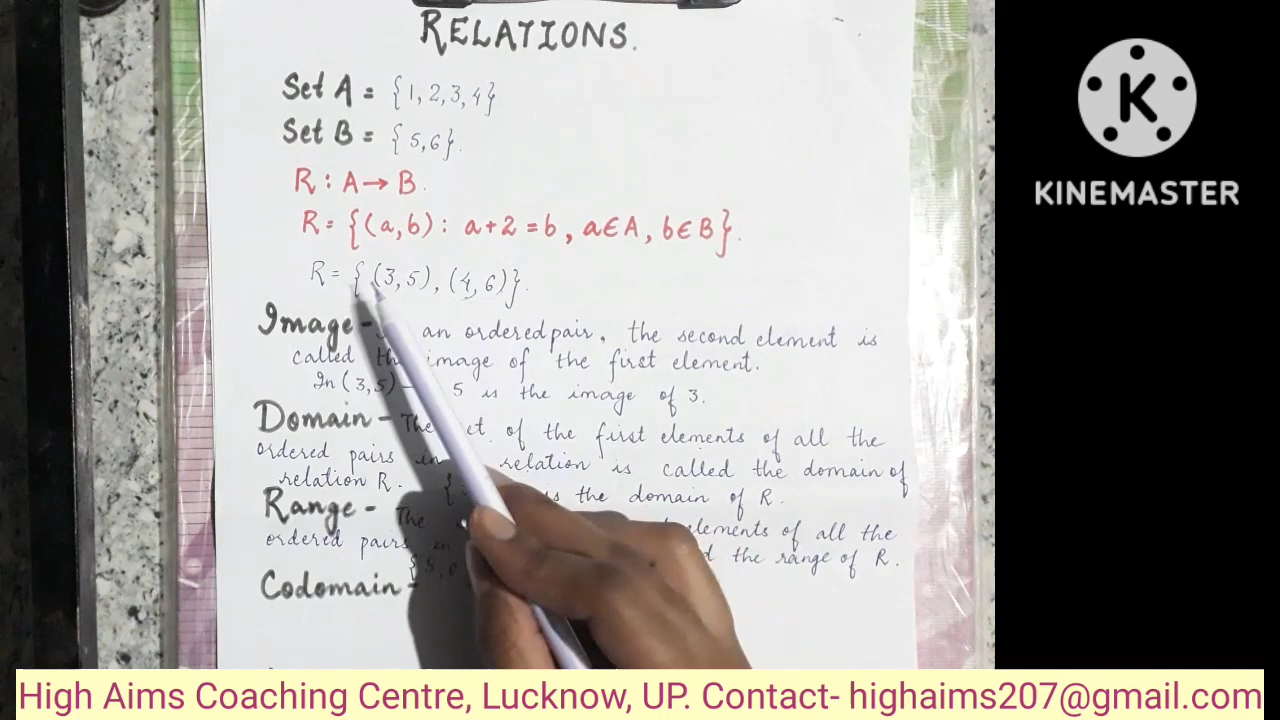 RELATIONS.
Set A = {1, 2, 3, 4}
Set B = {5, 6}.
R : A → B.
R = {(a, b) : a+2 = b, a∈A, b∈B}.
R = {(3, 5), (4, 6)}.
Image - an ordered pair, the second element is
called the image of the first element.
In (3, 5) - 5 is the image of 3.
Domain - The set of the first elements of all the
ordered pairs in relation is called the domain of
relation R. { is the domain of R.
Range - The elements of all the
ordered pairs in the range of R.
{5,
Codomain -
K
KINEMASTER
High Aims Coaching Centre, Lucknow, UP. Contact- highaims207@gmail.com